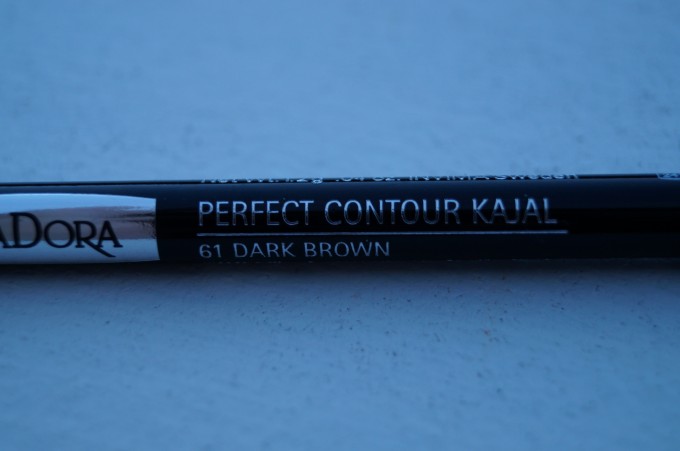 ADORA
PERFECT CONTOUR KAJAL
61 DARK BROWN